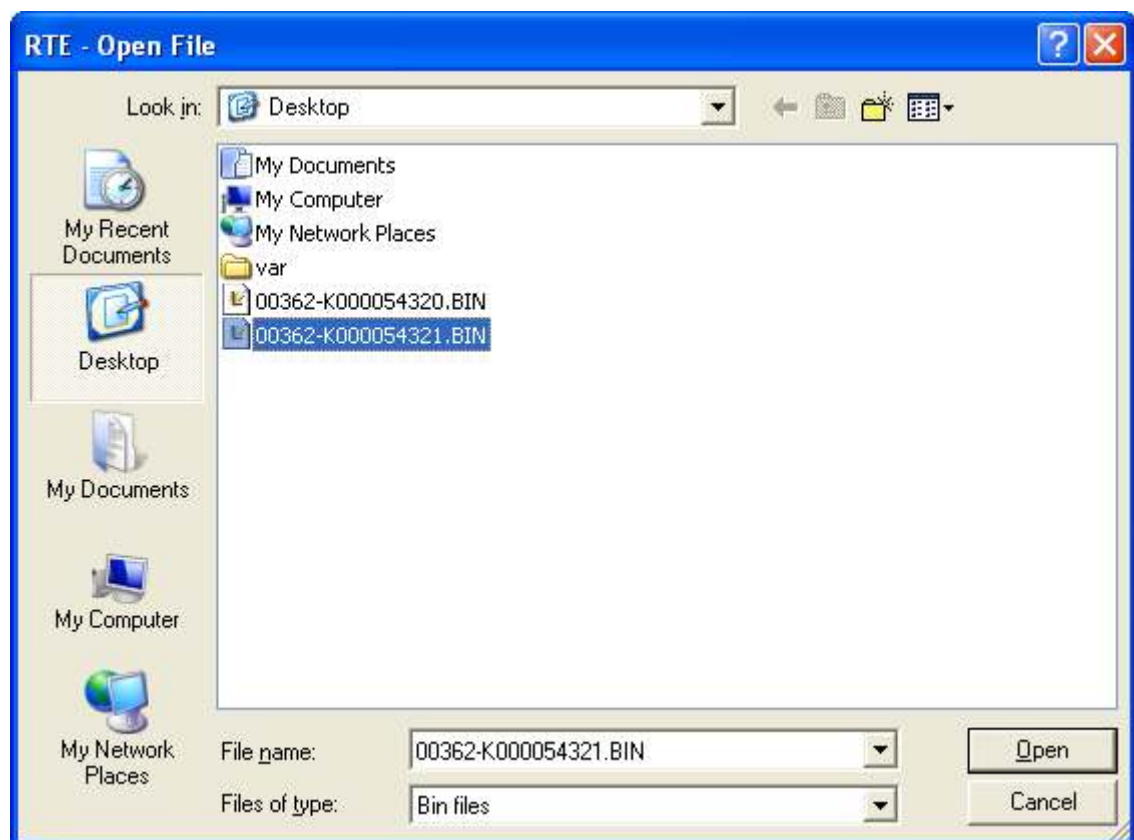 RTE - Open File
Look in:
Desktop
My Documents
My Computer
My Network Places
var
00362-K000054320.BIN
00362-K000054321.BIN
My Recent
Documents
Desktop
My Documents
My Computer
My Network
Places
File name:
00362-K000054321.BIN
Open
Files of type:
Bin files
Cancel